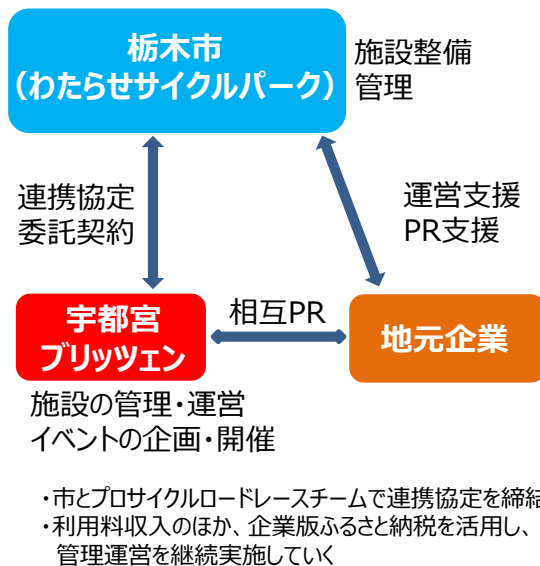 栃木市
（わたらせサイクルパーク）
施設整備
管理
連携協定
委託契約
運営支援
PR支援
宇都宮
ブリッツェン
相互PR
地元企業
施設の管理・運営
イベントの企画・開催
・市とプロサイクルロードレースチームで連携協定を締結
・利用料収入のほか、企業版ふるさと納税を活用し、
管理運営を継続実施していく